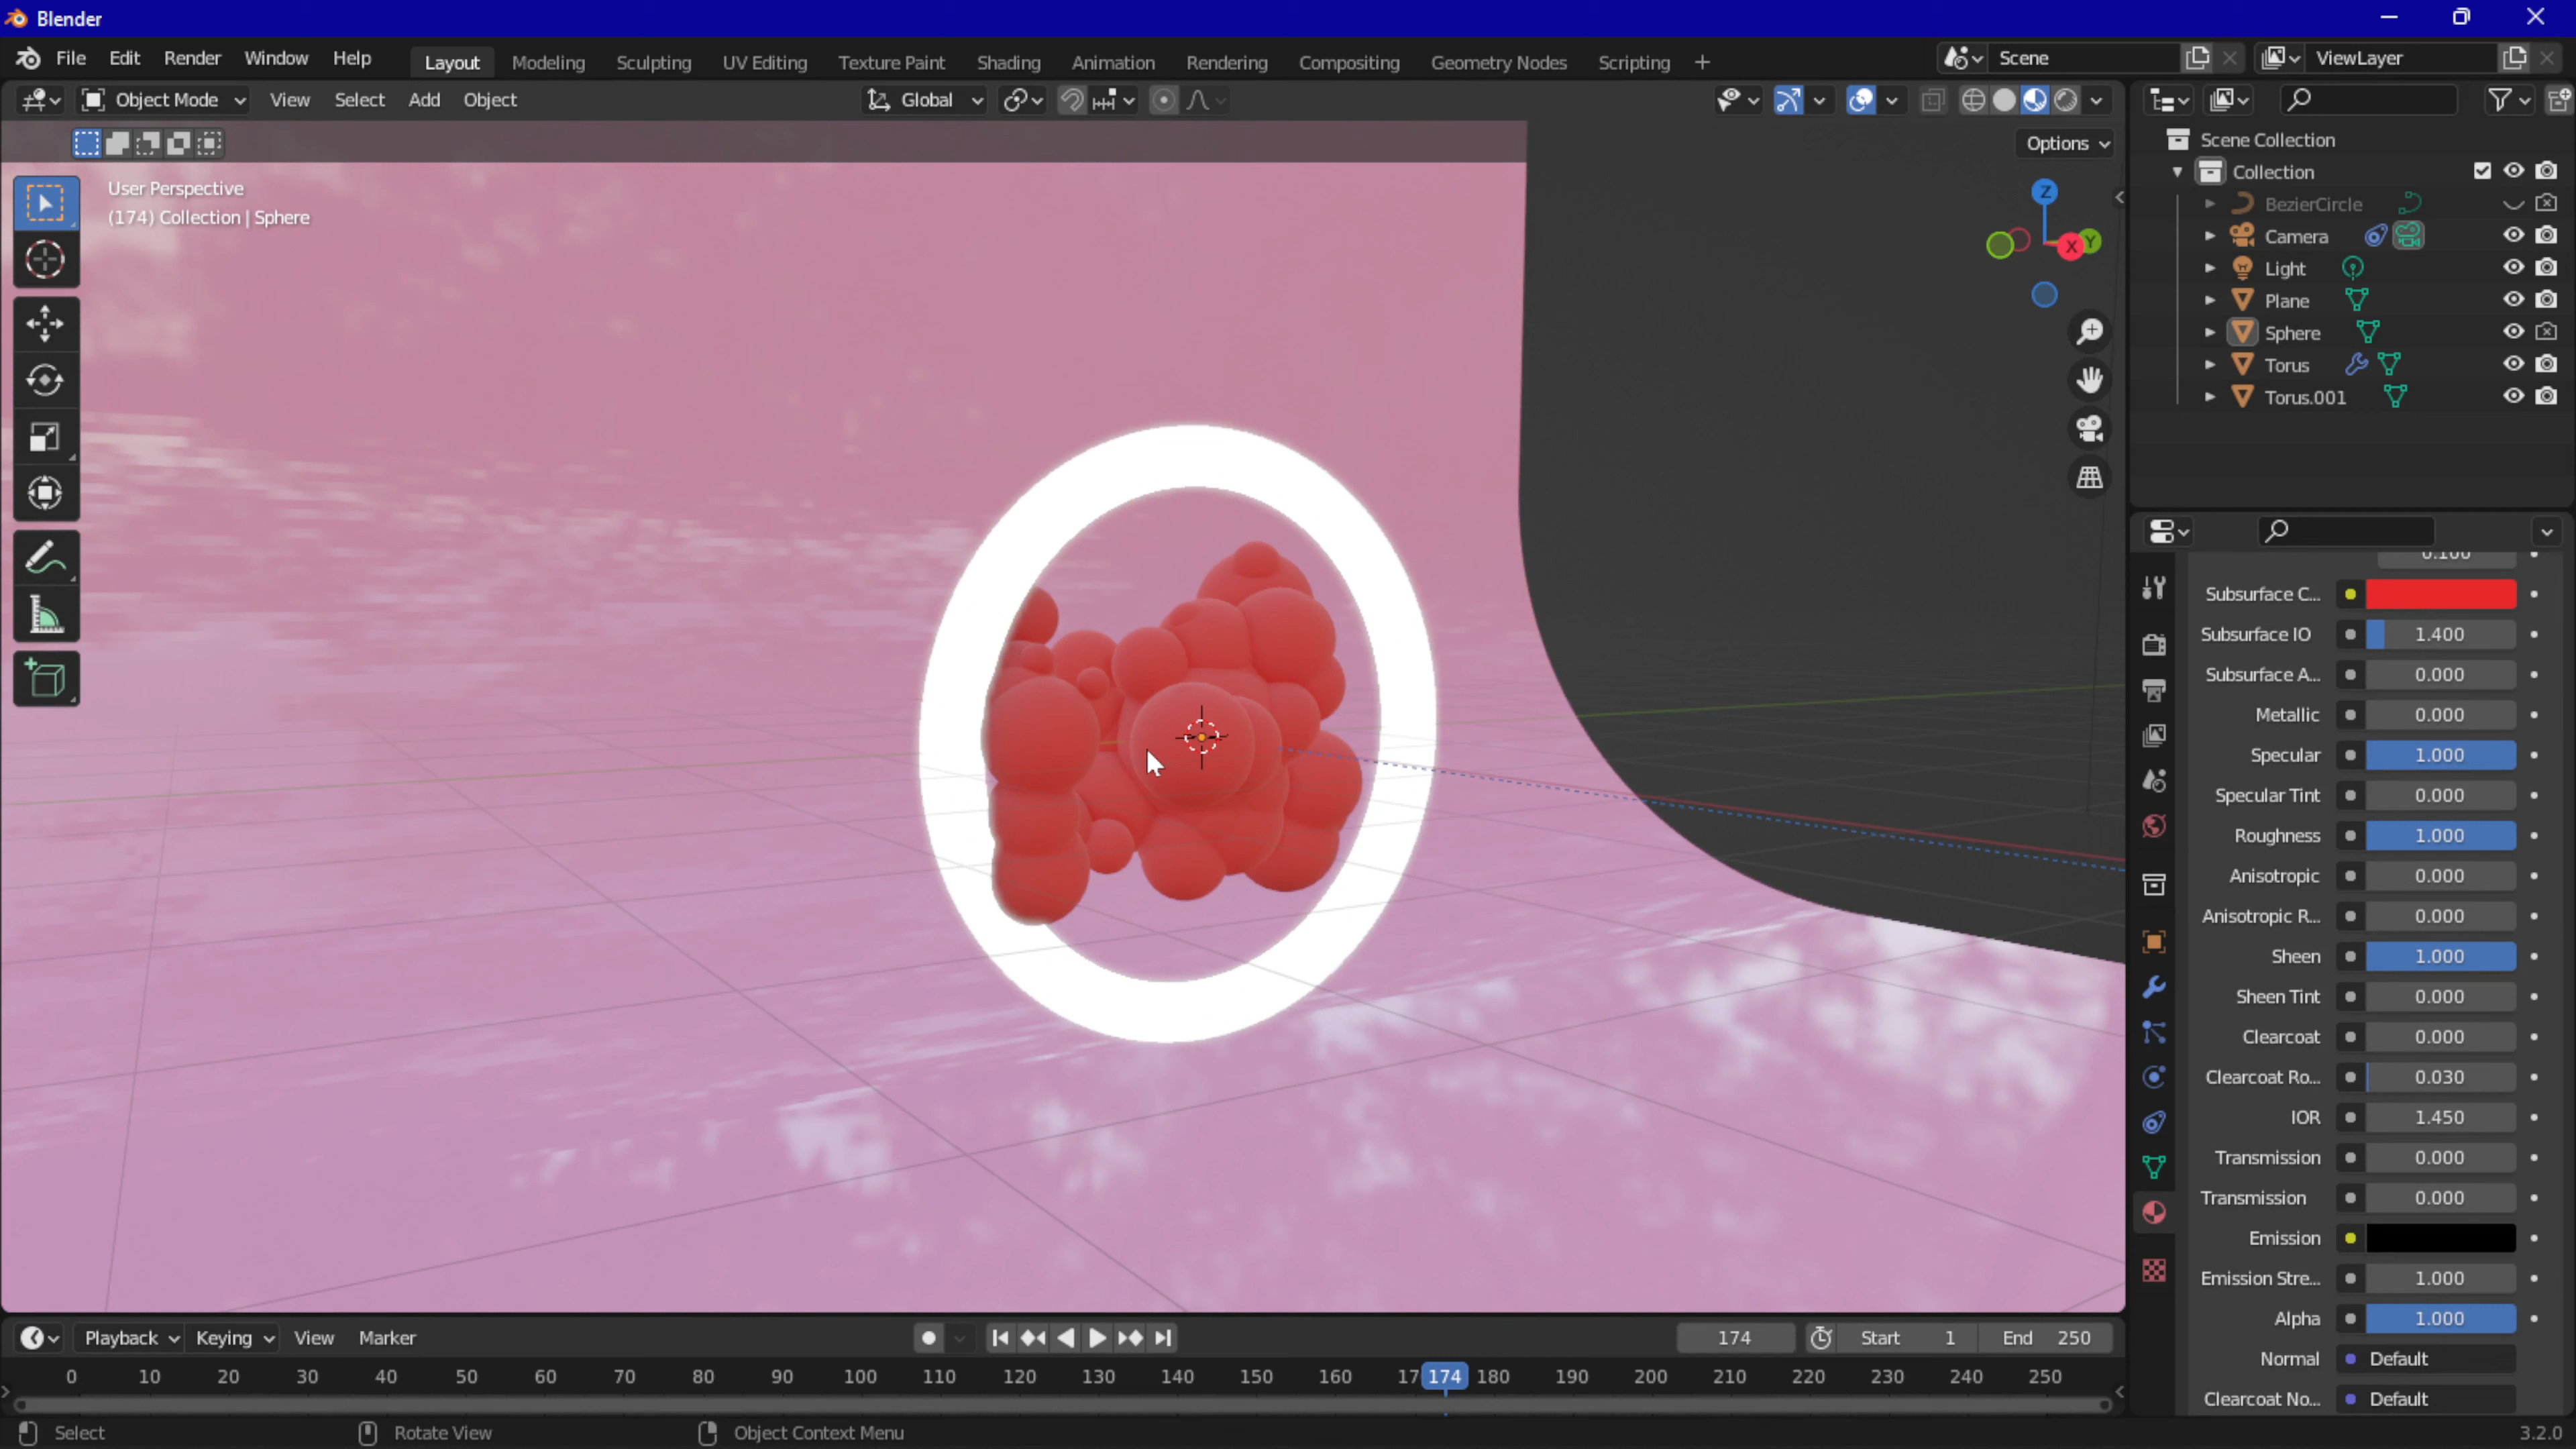 Blender
File Edit Render Window Help Layout Modeling Sculpting UV Editing Texture Paint Shading Animation Rendering Compositing Geometry Nodes Scripting + Scene ViewLayer
Object Mode View Select Add Object Global
Options
User Perspective
(174) Collection | Sphere
Z
X
Y
Scene Collection
Collection
BezierCircle
Camera
Light
Plane
Sphere
Torus
Torus.001
0.100
Subsurface C...
Subsurface IO 1.400
Subsurface A... 0.000
Metallic 0.000
Specular 1.000
Specular Tint 0.000
Roughness 1.000
Anisotropic 0.000
Anisotropic R... 0.000
Sheen 1.000
Sheen Tint 0.000
Clearcoat 0.000
Clearcoat Ro... 0.030
IOR 1.450
Transmission 0.000
Transmission 0.000
Emission
Emission Stre... 1.000
Alpha 1.000
Normal Default
Clearcoat No... Default
Playback Keying View Marker 174 Start 1 End 250
0 10 20 30 40 50 60 70 80 90 100 110 120 130 140 150 160 17 174 180 190 200 210 220 230 240 250
Select Rotate View Object Context Menu 3.2.0